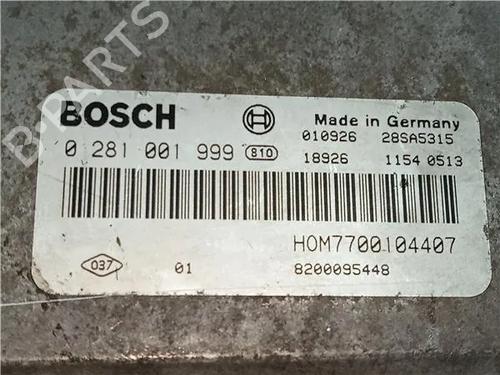 B-PARTS
BOSCH
Made in Germany
010926 28SA5315
0 281 001 999 810
18926 1154 0513
HOM7700104407
037 01 8200095448